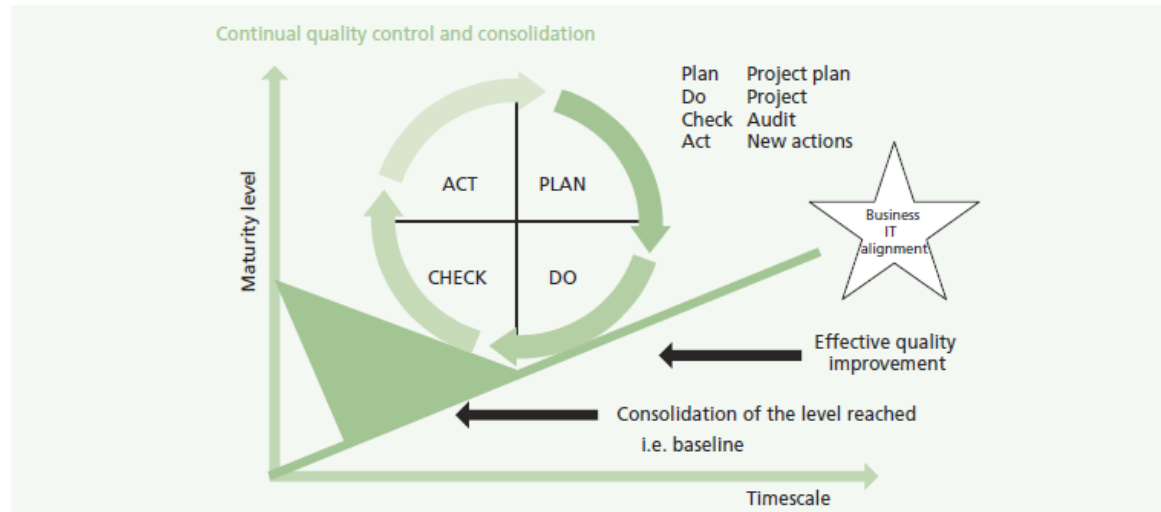 Continual quality control and consolidation
Plan Project plan
Do Project
Check Audit
Act New actions
Maturity level
ACT PLAN
CHECK DO
Business
IT
alignment
Effective quality
improvement
Consolidation of the level reached
i.e. baseline
Timescale